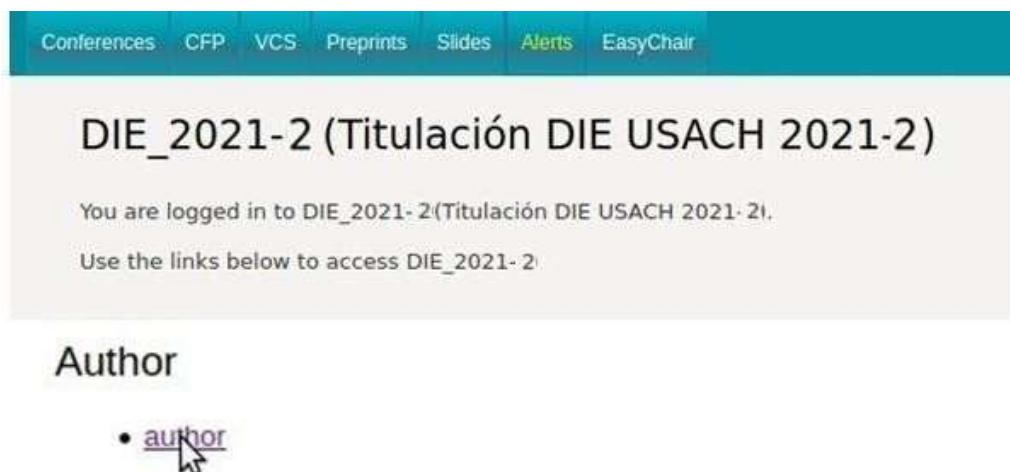 Conferences CFP VCS Preprints Slides Alerts EasyChair
DIE_2021-2 (Titulación DIE USACH 2021-2)
You are logged in to DIE_2021-2 (Titulación DIE USACH 2021-2).
Use the links below to access DIE_2021-2
Author
• author